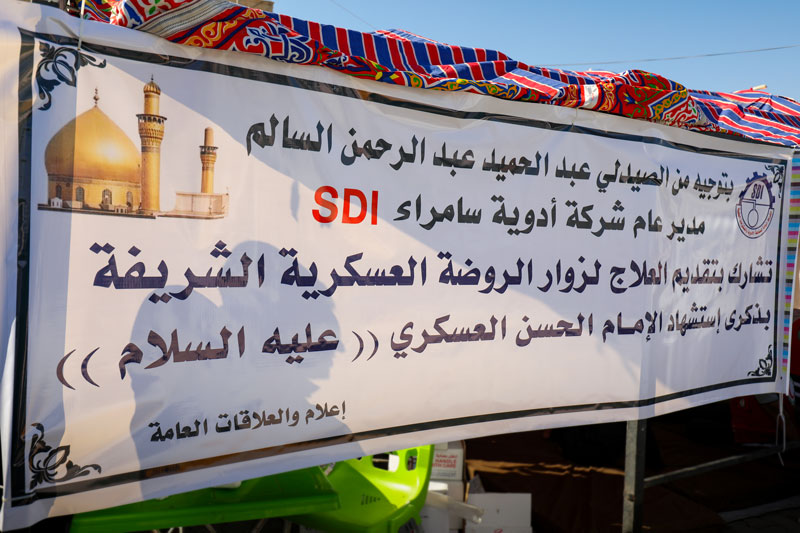 بتوجيه من الصيدلي عبد الحميد عبد الرحمن السالم
مدير عام شركة أدوية سامراء SDI
تشارك بتقديم العلاج لزوار الروضة العسكرية الشريفة
بذكرى إستشهاد الإمام الحسن العسكري (( عليه السلام ))
إعلام والعلاقات العامة
SDI